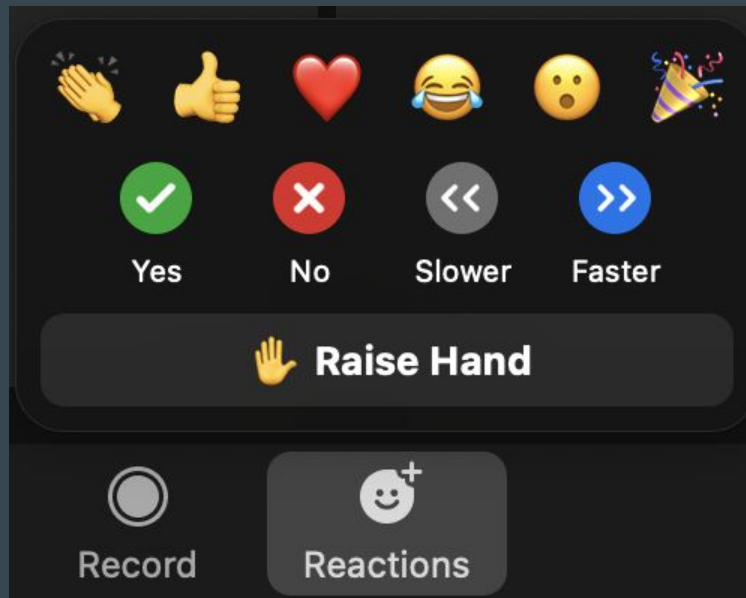 Yes No Slower Faster
Raise Hand
Record Reactions